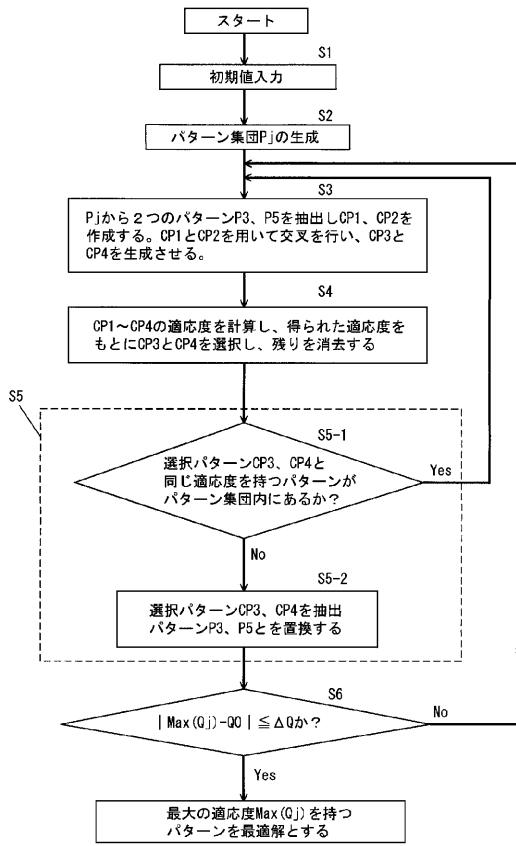 スタート
S1
初期値入力
S2
パターン集団Pjの生成
S3
Pjから２つのパターンP3、P5を抽出しCP1、CP2を
作成する。CP1とCP2を用いて交叉を行い、CP3と
CP4を生成させる。
S4
CP1～CP4の適応度を計算し、得られた適応度を
もとにCP3とCP4を選択し、残りを消去する
S5
S5-1
選択パターンCP3、CP4と
同じ適応度を持つパターンが
パターン集団内にあるか？
Yes
No
S5-2
選択パターンCP3、CP4を抽出
パターンP3、P5とを置換する
S6
|Max(Qj)-Q0|≦ΔQか？
No
Yes
最大の適応度Max(Qj)を持つ
パターンを最適解とする